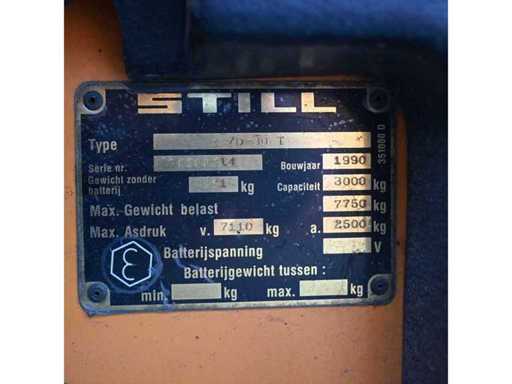 STILL
Type
Série nr. Bouwjaar 1990
Gewicht zonder batterij kg Capaciteit 3000 kg
Max. Gewicht belast 7750 kg
Max. Asdruk v. 7110 kg a. 2500 kg
Batterijspanning V
Batterijgewicht tussen :
min. kg max. kg
351000 D